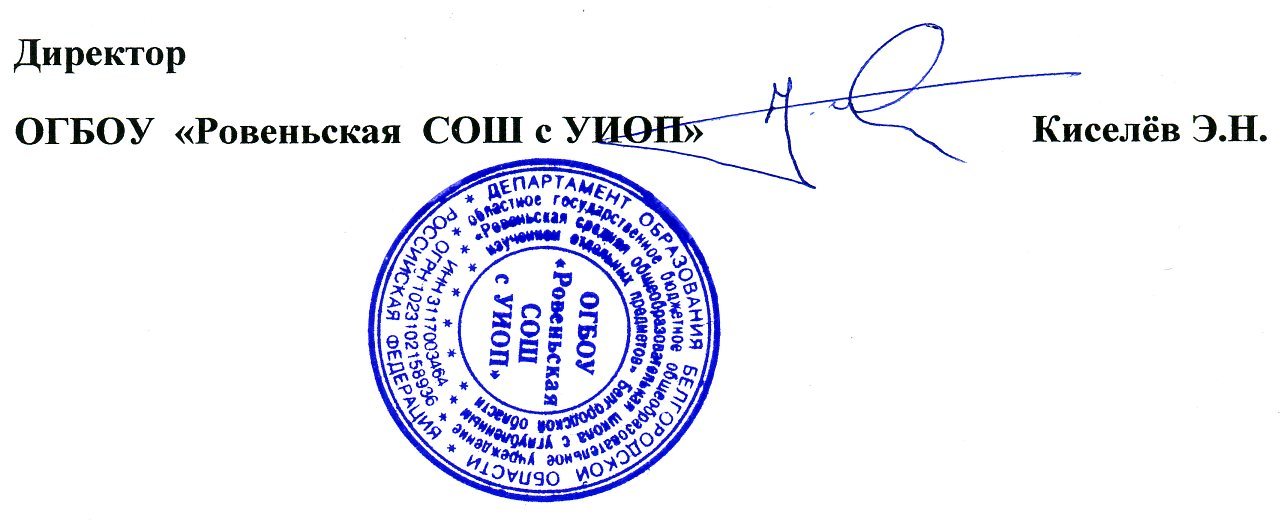 Директор
ОГБОУ «Ровеньская СОШ с УИОП» Киселёв Э.Н.
* ДЕПАРТАМЕНТ ОБРАЗОВАНИЯ БЕЛГОРОДСКОЙ ОБЛАСТИ * РОССИЙСКАЯ ФЕДЕРАЦИЯ
* областное государственное бюджетное общеобразовательное учреждение * ОГРН 1023102158936
* «Ровеньская средняя общеобразовательная школа с углубленным * ИНН 3117003464
* изучением отдельных предметов» Белгородской области
ОГБОУ
«Ровеньская
СОШ
с УИОП»